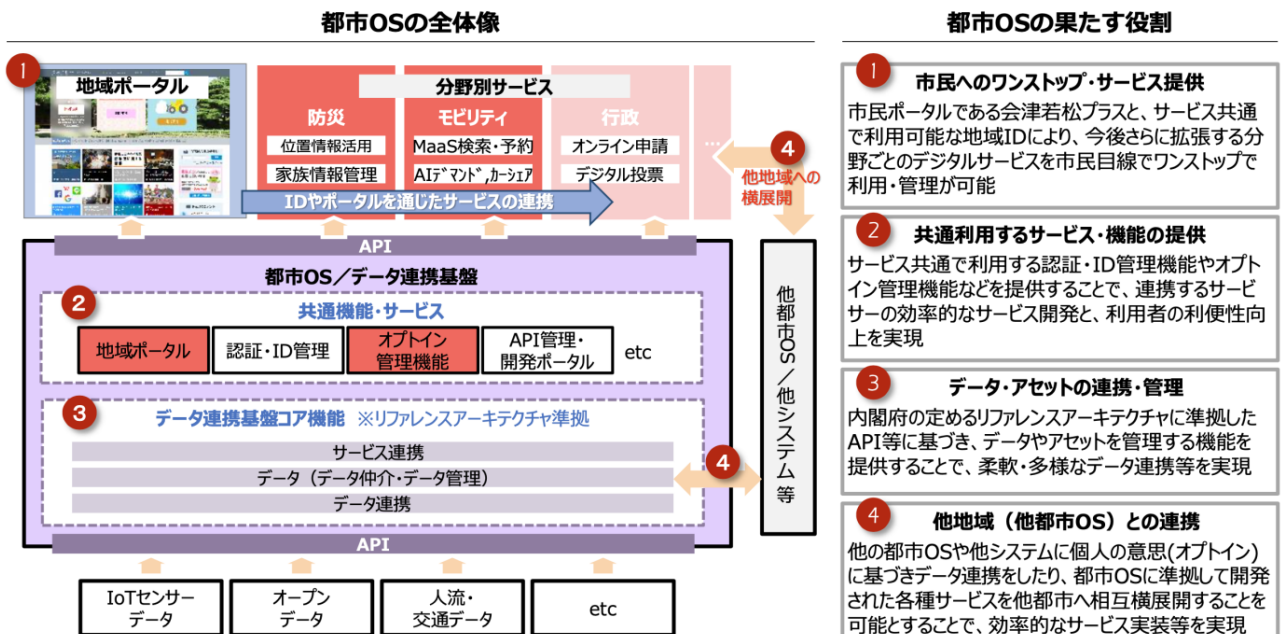 都市OSの全体像
1
地域ポータル
分野別サービス
防災
モビリティ
行政
位置情報活用
MaaS検索・予約
オンライン申請
家族情報管理
AIデマンド,カーシェア
デジタル投票
…
IDやポータルを通じたサービスの連携
4
他地域への
横展開
API
都市OS／データ連携基盤
2
共通機能・サービス
地域ポータル
認証・ID管理
オプトイン
管理機能
API管理・
開発ポータル
etc
3
データ連携基盤コア機能 ※リファレンスアーキテクチャ準拠
サービス連携
データ（データ仲介・データ管理）
データ連携
4
他都市OS／他システム等
API
IoTセンサー
データ
オープン
データ
人流・
交通データ
etc
都市OSの果たす役割
1
市民へのワンストップ・サービス提供
市民ポータルである会津若松プラスと、サービス共通
で利用可能な地域IDにより、今後さらに拡張する分
野ごとのデジタルサービスを市民目線でワンストップで
利用・管理が可能
2
共通利用するサービス・機能の提供
サービス共通で利用する認証・ID管理機能やオプト
イン管理機能などを提供することで、連携するサービ
サーの効率的なサービス開発と、利用者の利便性向
上を実現
3
データ・アセットの連携・管理
内閣府の定めるリファレンスアーキテクチャに準拠した
API等に基づき、データやアセットを管理する機能を
提供することで、柔軟・多様なデータ連携等を実現
4
他地域（他都市OS）との連携
他の都市OSや他システムに個人の意思(オプトイン)
に基づきデータ連携をしたり、都市OSに準拠して開発
された各種サービスを他都市へ相互横展開することを
可能とすることで、効率的なサービス実装等を実現